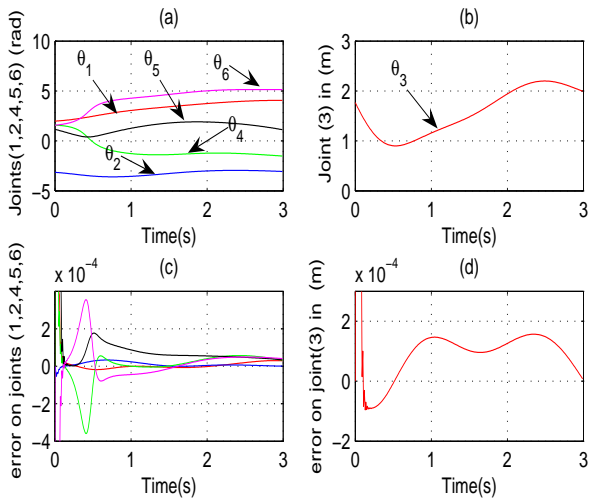 (a)
Joints(1,2,4,5,6) (rad)
10
5
0
−5
θ1
θ5
θ6
θ4
θ2
0 1 2 3
Time(s)
(b)
Joint (3) in (m)
3
2
1
0
θ3
0 1 2 3
Time(s)
(c)
x 10−4
error on joints (1,2,4,5,6)
2
0
−2
−4
0 1 2 3
Time(s)
(d)
x 10−4
error on joint(3) in (m)
2
0
−2
0 1 2 3
Time(s)